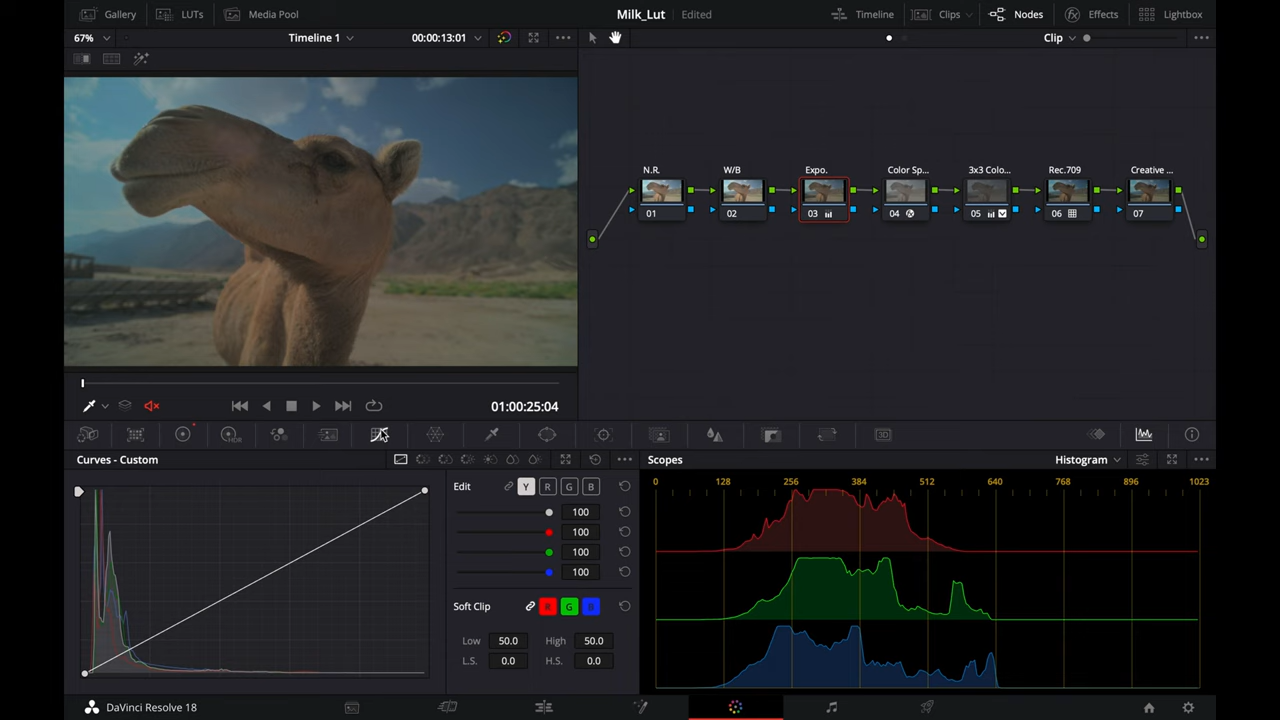 Gallery LUTs Media Pool Milk_Lut Edited Timeline Clips Nodes Effects Lightbox
67% Timeline 1 00:00:13:01 Clip
N.R. W/B Expo. Color Sp... 3x3 Colo... Rec.709 Creative ...
01 02 03 04 05 06 07
01:00:25:04
HDR 3D
Curves - Custom Scopes Histogram
Edit Y R G B
0 128 256 384 512 640 768 896 1023
100
100
100
100
Soft Clip R G B
Low 50.0 High 50.0
L.S. 0.0 H.S. 0.0
DaVinci Resolve 18